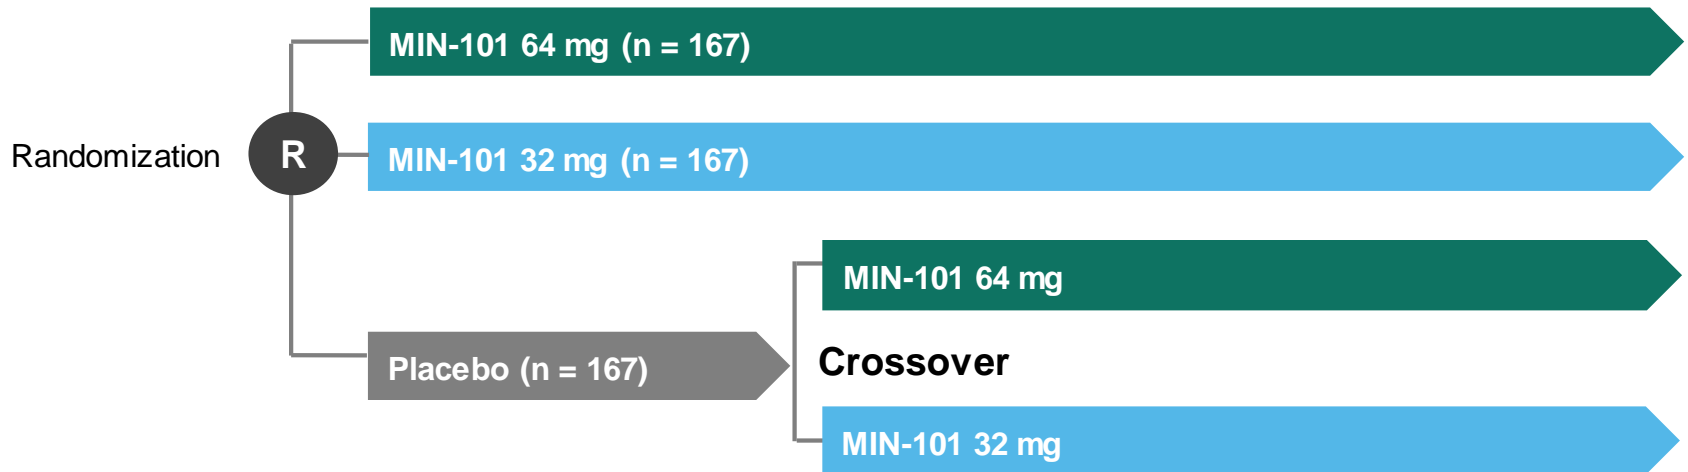 MIN-101 64 mg (n = 167)
Randomization
R
MIN-101 32 mg (n = 167)
MIN-101 64 mg
Placebo (n = 167)
Crossover
MIN-101 32 mg